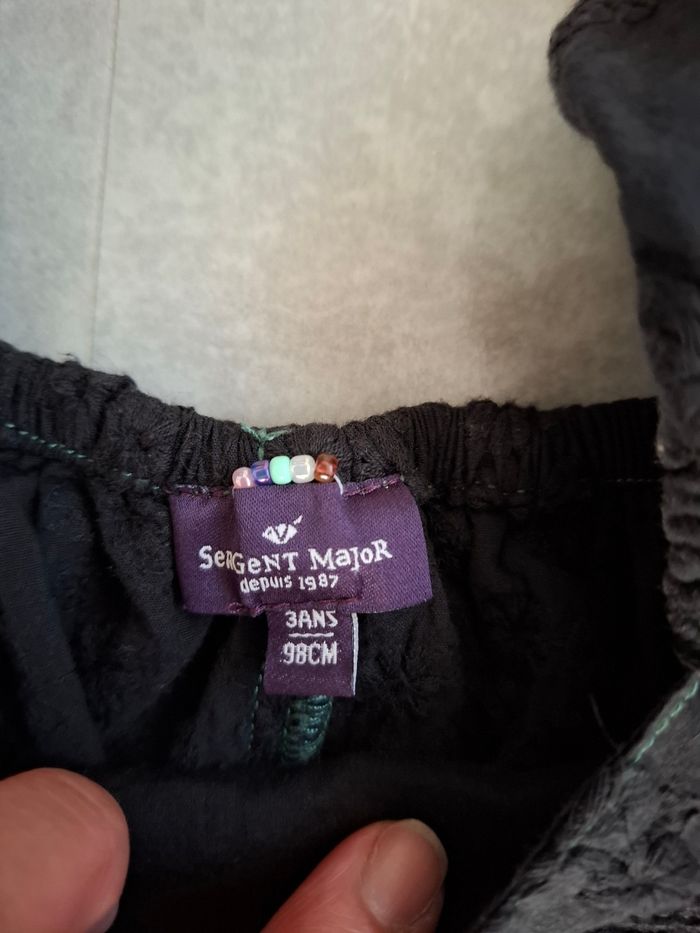 SeRGeNT MajoR
depuis 1987
3ANS
98CM